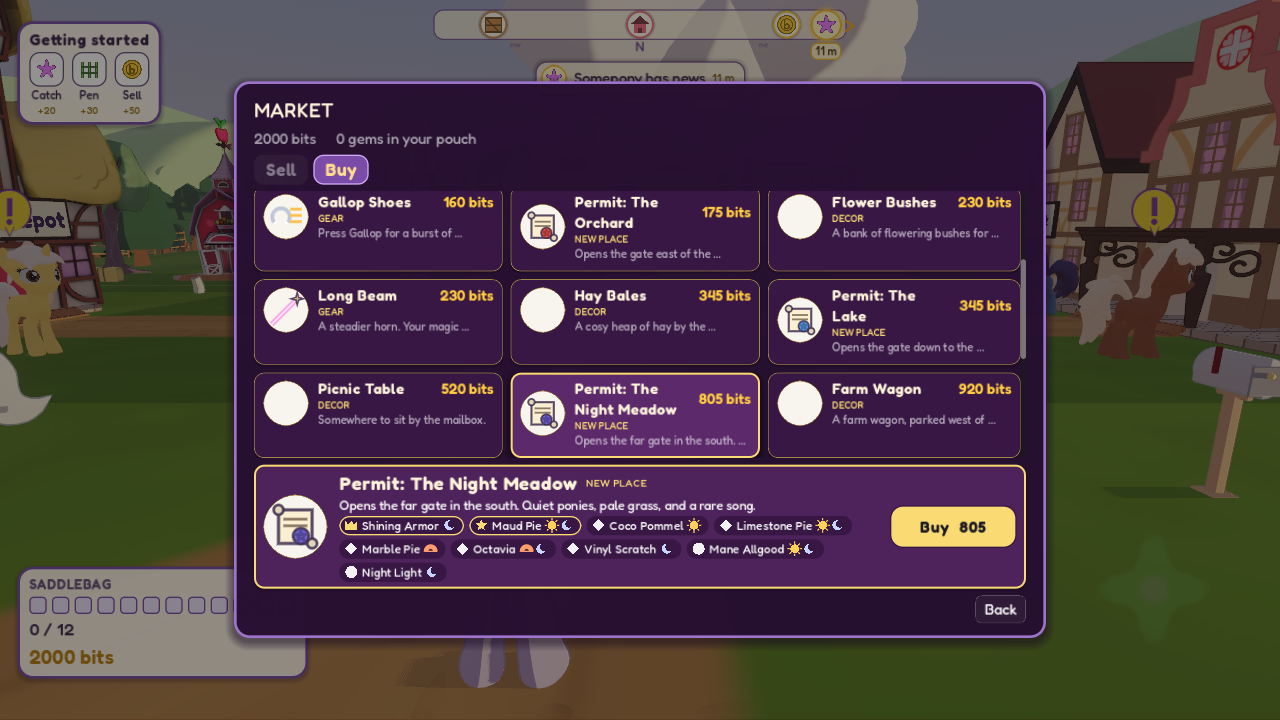 Getting started
Catch
Pen
Sell
+20
+30
+50
N
11 m
Somepony has news 11 m
MARKET
2000 bits 0 gems in your pouch
Sell
Buy
Gallop Shoes 160 bits
GEAR
Press Gallop for a burst of ...
Permit: The
Orchard
175 bits
NEW PLACE
Opens the gate east of the ...
Flower Bushes 230 bits
DECOR
A bank of flowering bushes for ...
Long Beam 230 bits
GEAR
A steadier horn. Your magic ...
Hay Bales 345 bits
DECOR
A cosy heap of hay by the ...
Permit: The
Lake
345 bits
NEW PLACE
Opens the gate down to the ...
Picnic Table 520 bits
DECOR
Somewhere to sit by the mailbox.
Permit: The
Night Meadow
805 bits
NEW PLACE
Opens the far gate in the south. ...
Farm Wagon 920 bits
DECOR
A farm wagon, parked west of ...
Permit: The Night Meadow NEW PLACE
Opens the far gate in the south. Quiet ponies, pale grass, and a rare song.
Shining Armor Maud Pie Coco Pommel Limestone Pie
Marble Pie Octavia Vinyl Scratch Mane Allgood
Night Light
Buy 805
Back
SADDLEBAG
0 / 12
2000 bits
epot
!
!